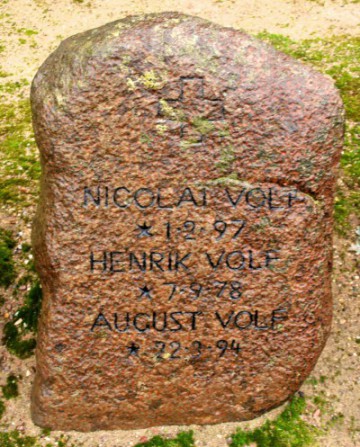 NICOLAI VOLF
* 1·2·97
HENRIK VOLF
* 7·9·78
AUGUST VOLF
* 22·3·94